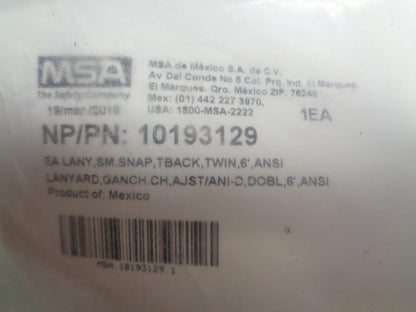 MSA
The Safety Company
MSA de México S.A. de C.V.
Av Del Conde No 6 Col. Prq. Ind. El Marques.
El Marques, Qro. México ZIP. 76246
Mex: (01) 442 227 3970,
USA: 1800-MSA-2222
19/mar./2019
1EA
NP/PN: 10193129
EA LANY,SM.SNAP,TBACK,TWIN,6',ANSI
LANYARD,GANCH.CH,AJST/ANI-D,DOBL,6',ANSI
Product of: Mexico
MSA 10193129 1